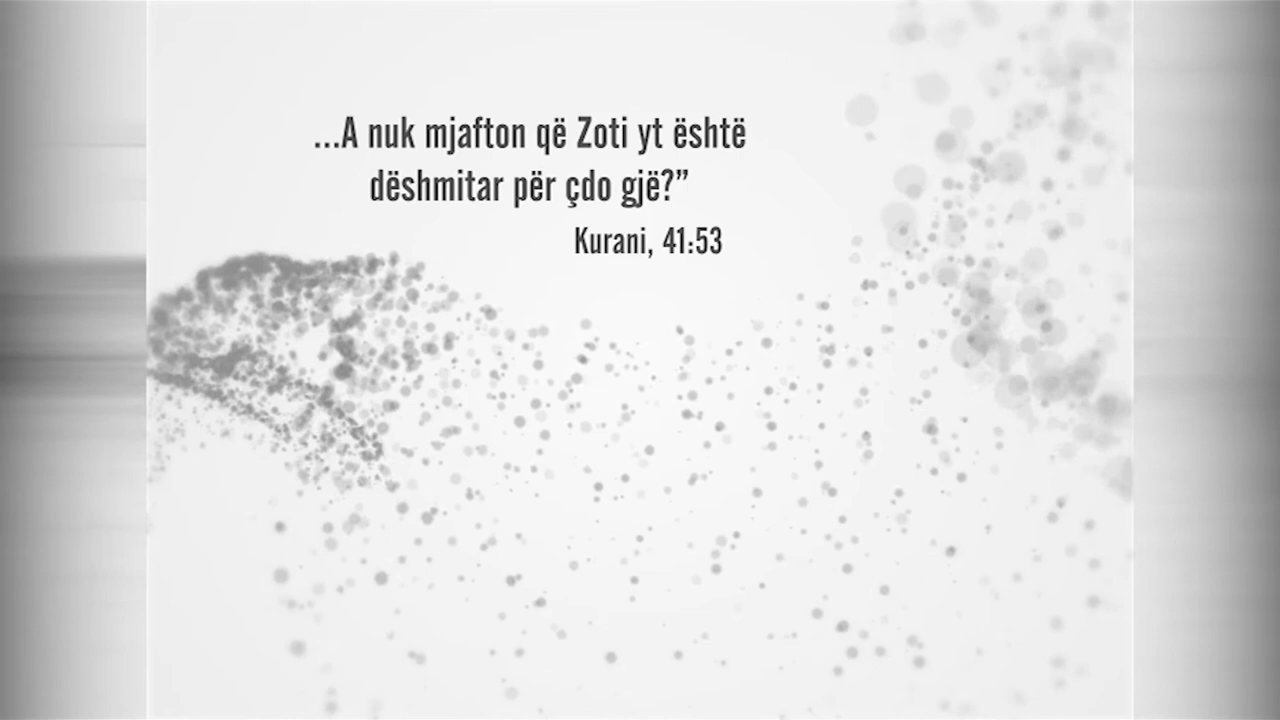 ...A nuk mjafton që Zoti yt është
dëshmitar për çdo gjë?”
Kurani, 41:53